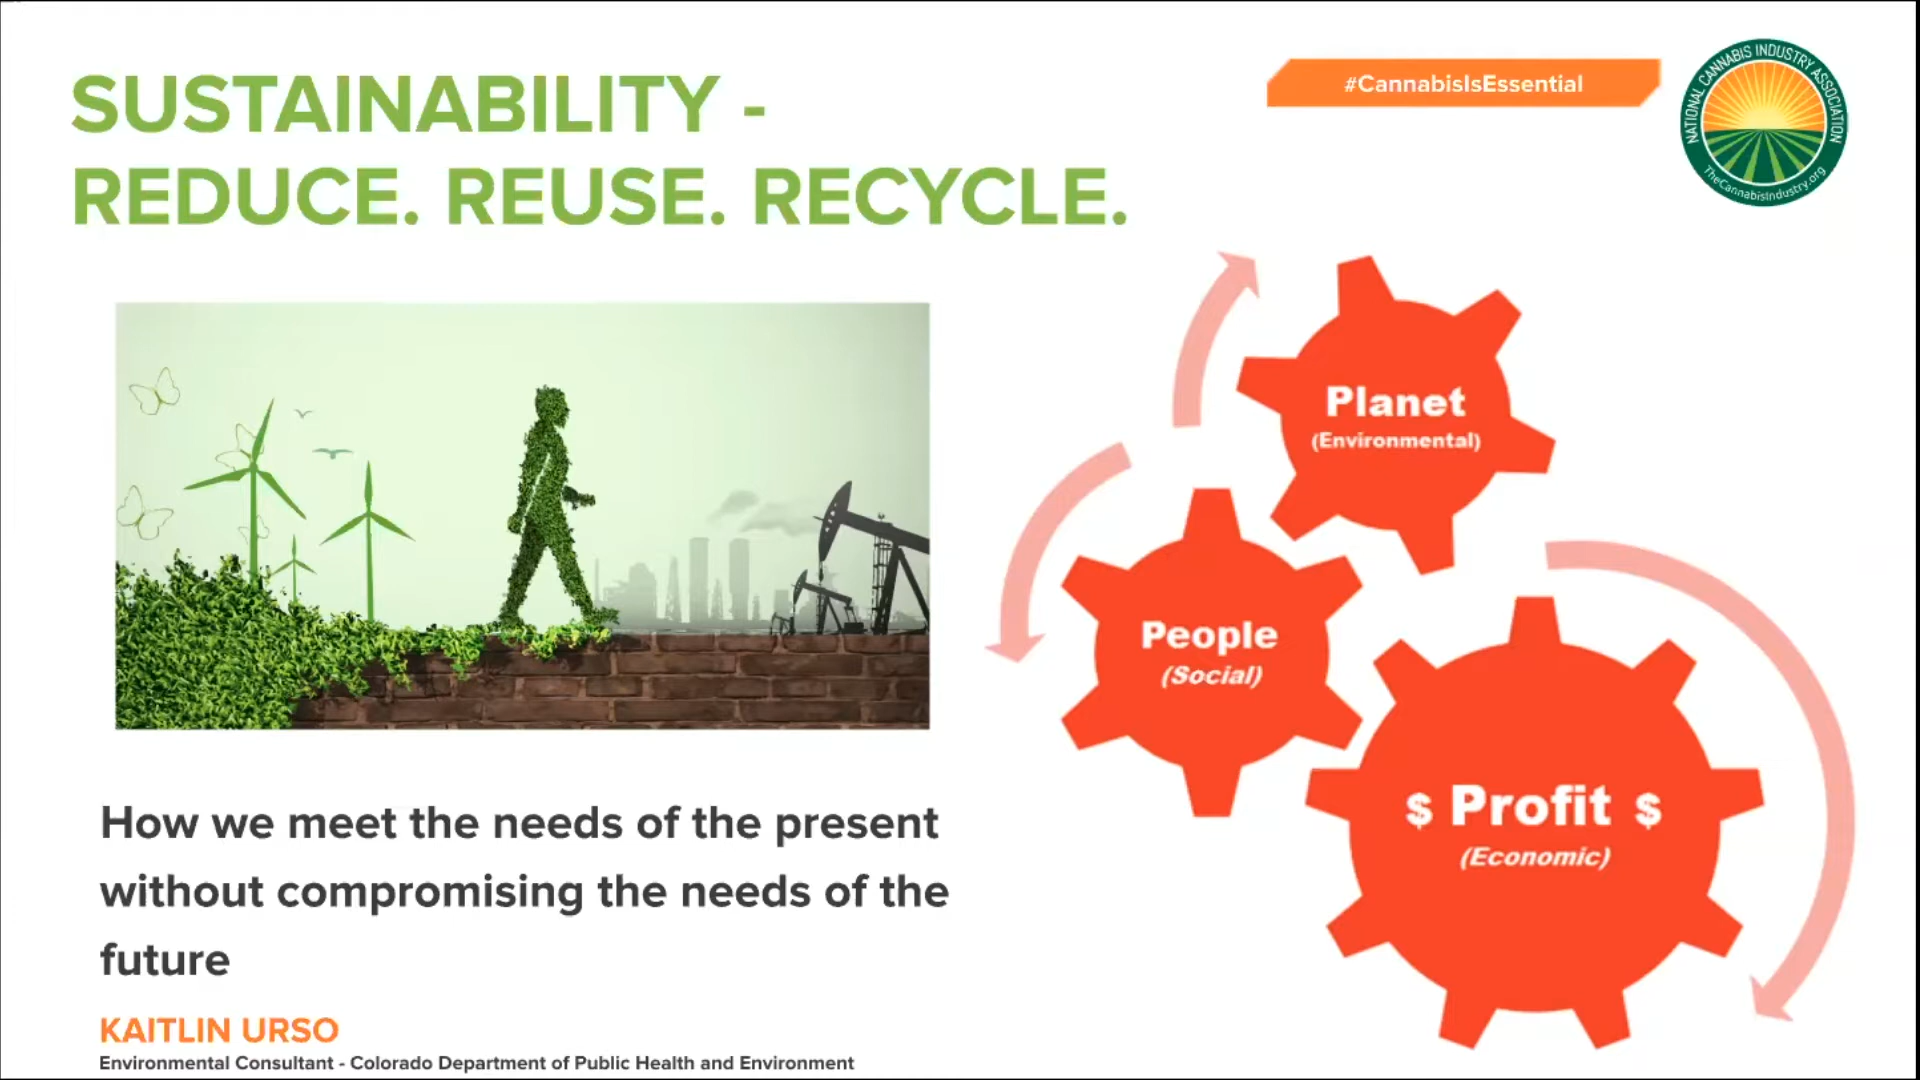 SUSTAINABILITY -
REDUCE. REUSE. RECYCLE.
#CannabisIsEssential
NATIONAL CANNABIS INDUSTRY ASSOCIATION
TheCannabisIndustry.org
Planet
(Environmental)
People
(Social)
$ Profit $
(Economic)
How we meet the needs of the present
without compromising the needs of the
future
KAITLIN URSO
Environmental Consultant - Colorado Department of Public Health and Environment